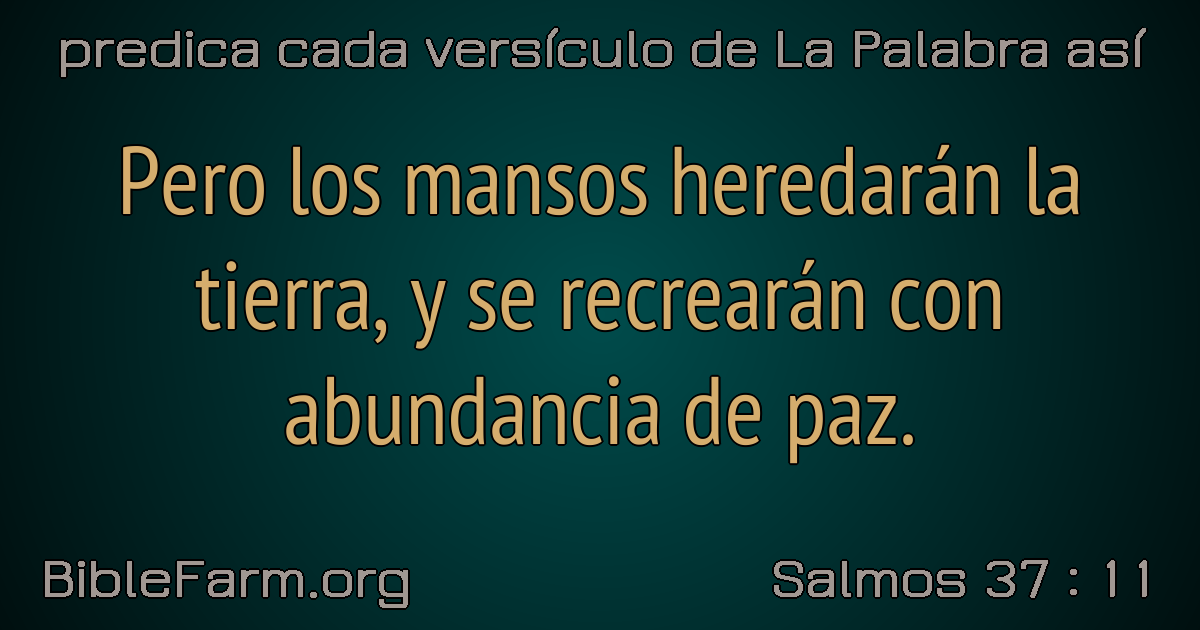 predica cada versículo de La Palabra así
Pero los mansos heredarán la
tierra, y se recrearán con
abundancia de paz.
BibleFarm.org
Salmos 37 : 11